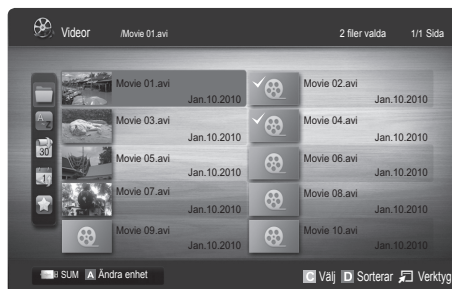 Videor /Movie 01.avi 2 filer valda 1/1 Sida
Movie 01.avi
Jan.10.2010
Movie 02.avi
Jan.10.2010
Movie 03.avi
Jan.10.2010
Movie 04.avi
Jan.10.2010
Movie 05.avi
Jan.10.2010
Movie 06.avi
Jan.10.2010
Movie 07.avi
Jan.10.2010
Movie 08.avi
Jan.10.2010
Movie 09.avi
Jan.10.2010
Movie 10.avi
Jan.10.2010
A Z
30
1
SUM A Ändra enhet C Välj D Sorterar Verktyg